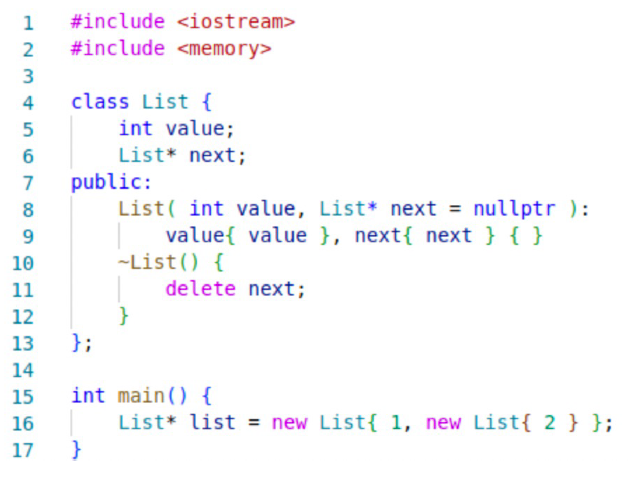 1 #include <iostream>
2 #include <memory>
3
4 class List {
5     int value;
6     List* next;
7 public:
8     List( int value, List* next = nullptr ):
9         value{ value }, next{ next } { }
10     ~List() {
11         delete next;
12     }
13 };
14
15 int main() {
16     List* list = new List{ 1, new List{ 2 } };
17 }